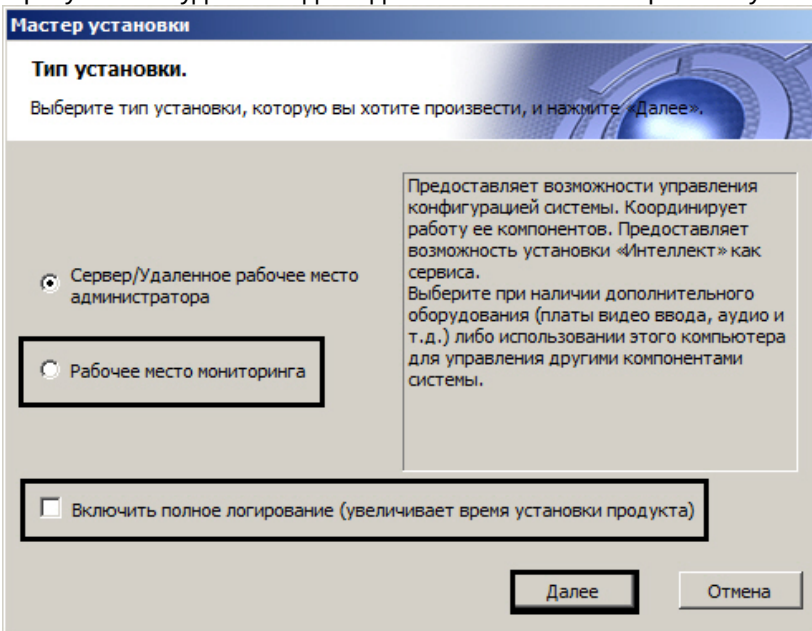 Мастер установки
Тип установки.
Выберите тип установки, которую вы хотите произвести, и нажмите «Далее».
Сервер/Удаленное рабочее место
администратора
Рабочее место мониторинга
Предоставляет возможности управления
конфигурацией системы. Координирует
работу ее компонентов. Предоставляет
возможность установки «Интеллект» как
сервиса.
Выберите при наличии дополнительного
оборудования (платы видео ввода, аудио и
т.д.) либо использовании этого компьютера
для управления другими компонентами
системы.
Включить полное логирование (увеличивает время установки продукта)
Далее
Отмена